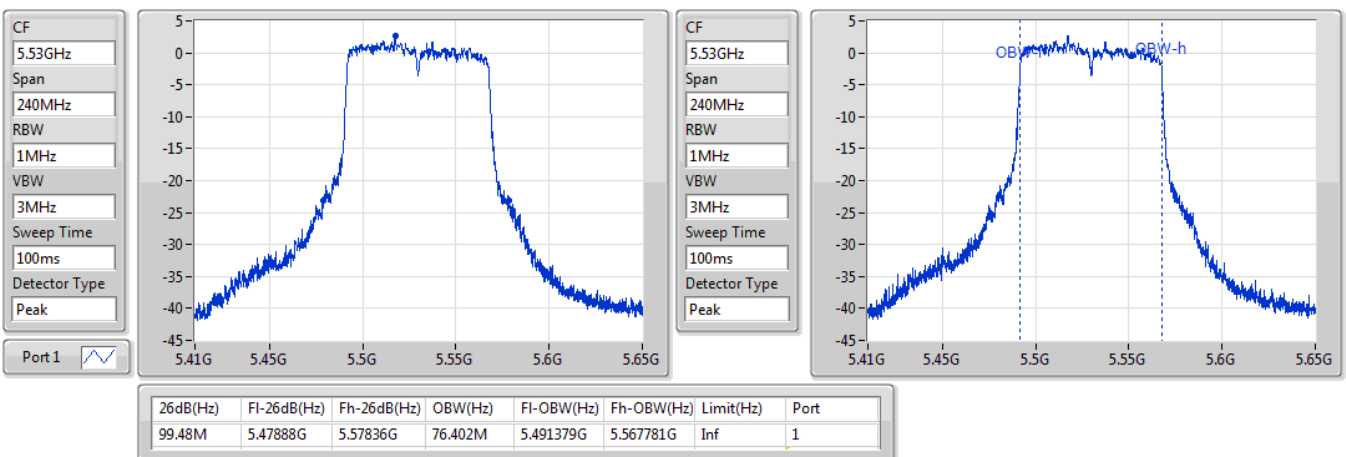 CF
5.53GHz
Span
240MHz
RBW
1MHz
VBW
3MHz
Sweep Time
100ms
Detector Type
Peak
Port 1
5
0
-5
-10
-15
-20
-25
-30
-35
-40
-45
5.41G 5.45G 5.5G 5.55G 5.6G 5.65G
CF
5.53GHz
Span
240MHz
RBW
1MHz
VBW
3MHz
Sweep Time
100ms
Detector Type
Peak
5
0
-5
-10
-15
-20
-25
-30
-35
-40
-45
OBW-h
5.41G 5.45G 5.5G 5.55G 5.6G 5.65G
26dB(Hz) Fl-26dB(Hz) Fh-26dB(Hz) OBW(Hz) Fl-OBW(Hz) Fh-OBW(Hz) Limit(Hz) Port
99.48M 5.47888G 5.57836G 76.402M 5.491379G 5.567781G Inf 1